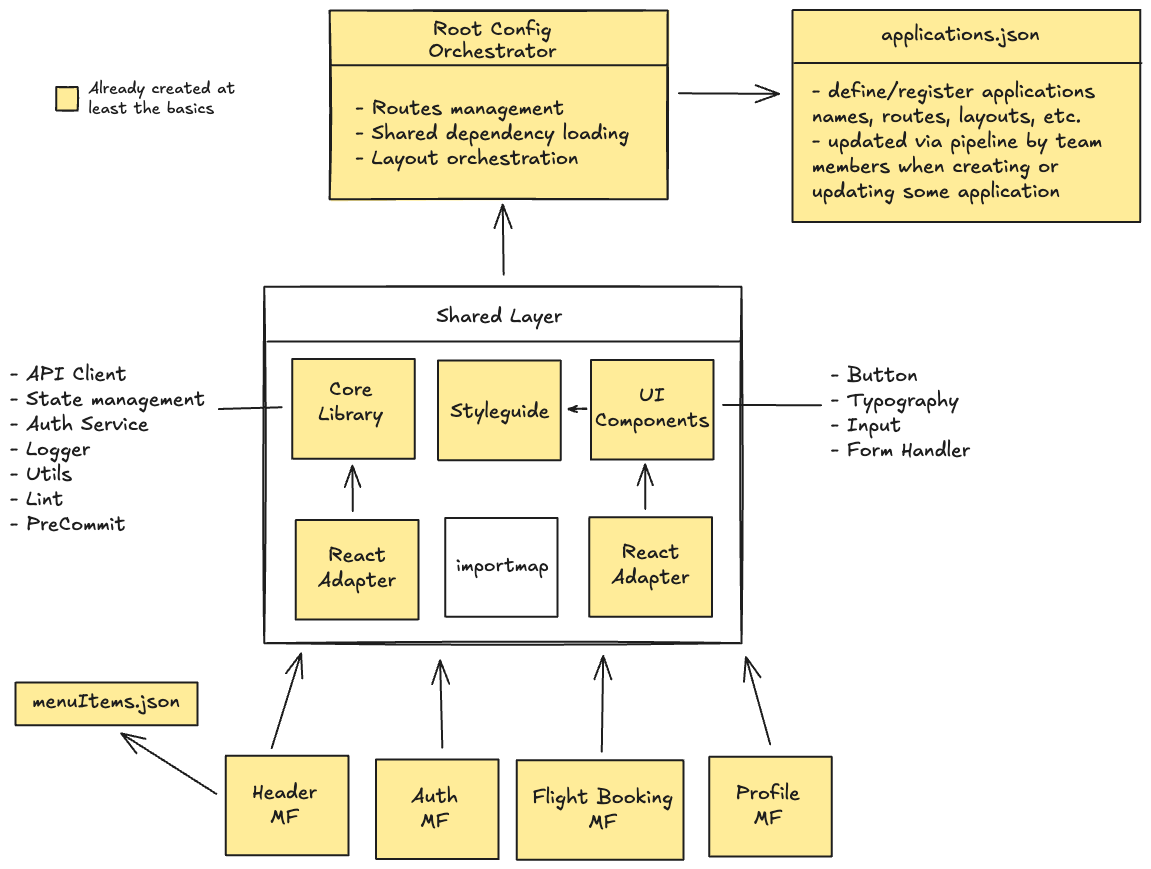 Root Config
Orchestrator
- Routes management
- Shared dependency loading
- Layout orchestration
applications.json
- define/register applications
names, routes, layouts, etc.
- updated via pipeline by team
members when creating or
updating some application
Already created at
least the basics
Shared Layer
Core
Library
Styleguide
UI
Components
React
Adapter
importmap
React
Adapter
- API Client
- State management
- Auth Service
- Logger
- Utils
- Lint
- PreCommit
- Button
- Typography
- Input
- Form Handler
menuItems.json
Header
MF
Auth
MF
Flight Booking
MF
Profile
MF